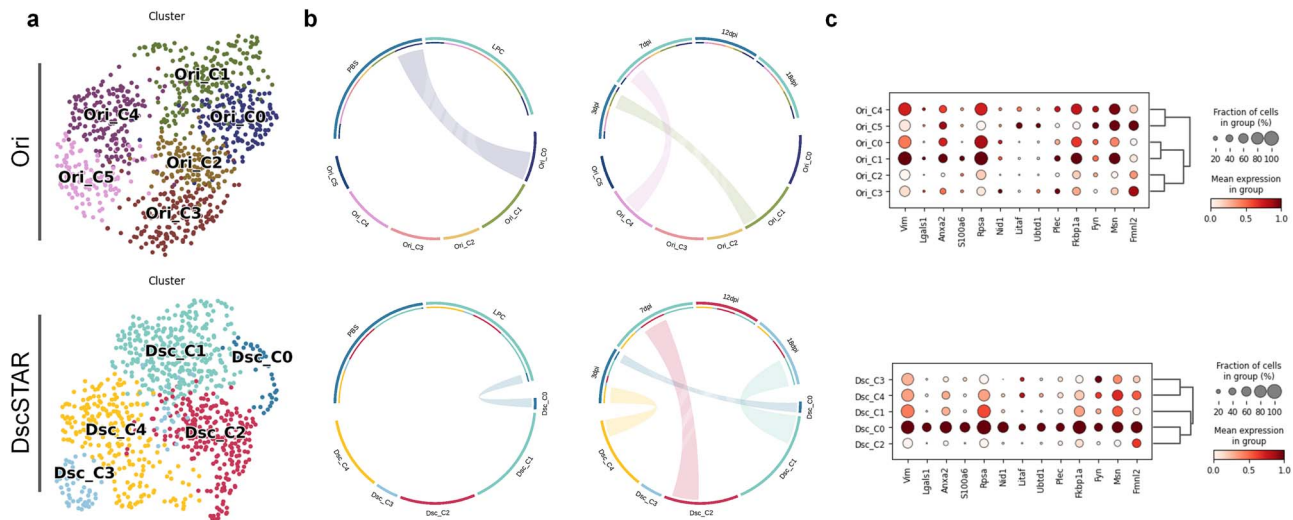 a
Cluster
Ori
Ori_C1
Ori_C4
Ori_C0
Ori_C2
Ori_C5
Ori_C3
b
PBS
LPC
Ori_C0
Ori_C1
Ori_C2
Ori_C3
Ori_C4
Ori_C5
3dpi
7dpi
12dpi
18dpi
Ori_C0
Ori_C1
Ori_C2
Ori_C3
Ori_C4
Ori_C5
c
Ori_C4
Ori_C5
Ori_C0
Ori_C1
Ori_C2
Ori_C3
Vim
Lgals1
Anxa2
S100a6
Rpsa
Nid1
Litaf
Ubtd1
Plec
Fkbp1a
Fyn
Msn
Fmnl2
Fraction of cells
in group (%)
20 40 60 80 100
Mean expression
in group
0.0 0.5 1.0
Cluster
DscSTAR
Dsc_C1
Dsc_C0
Dsc_C4
Dsc_C2
Dsc_C3
PBS
LPC
Dsc_C0
Dsc_C1
Dsc_C2
Dsc_C3
Dsc_C4
3dpi
7dpi
12dpi
18dpi
Dsc_C0
Dsc_C1
Dsc_C2
Dsc_C3
Dsc_C4
Dsc_C3
Dsc_C4
Dsc_C1
Dsc_C0
Dsc_C2
Vim
Lgals1
Anxa2
S100a6
Rpsa
Nid1
Litaf
Ubtd1
Plec
Fkbp1a
Fyn
Msn
Fmnl2
Fraction of cells
in group (%)
20 40 60 80 100
Mean expression
in group
0.0 0.5 1.0